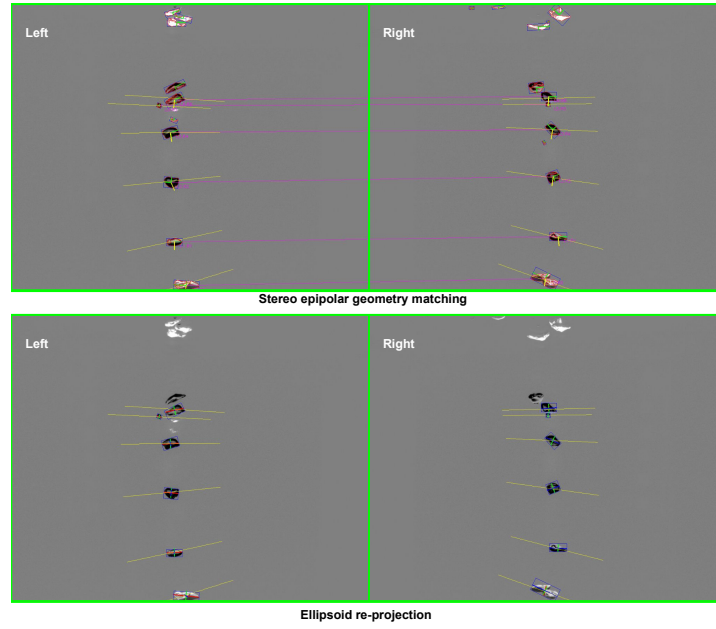 Left
Right
Stereo epipolar geometry matching
Left
Right
Ellipsoid re-projection